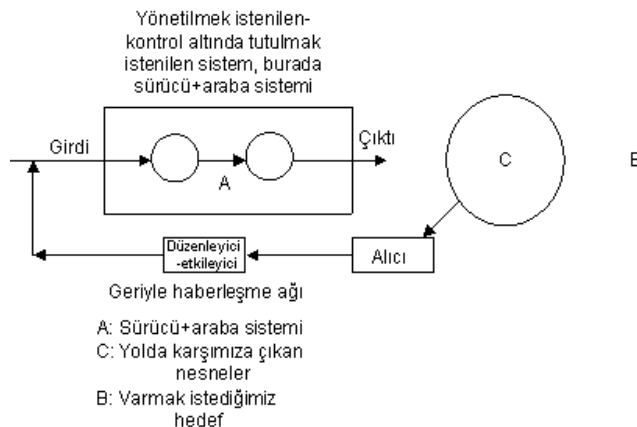 Yönetilmek istenilen-
kontrol altında tutulmak
istenilen sistem, burada
sürücü+araba sistemi
Girdi
Çıktı
A
C
B
Düzenleyici
-etkileyici
Alıcı
Geriyle haberleşme ağı
A: Sürücü+araba sistemi
C: Yolda karşımıza çıkan
nesneler
B: Varmak istediğimiz
hedef